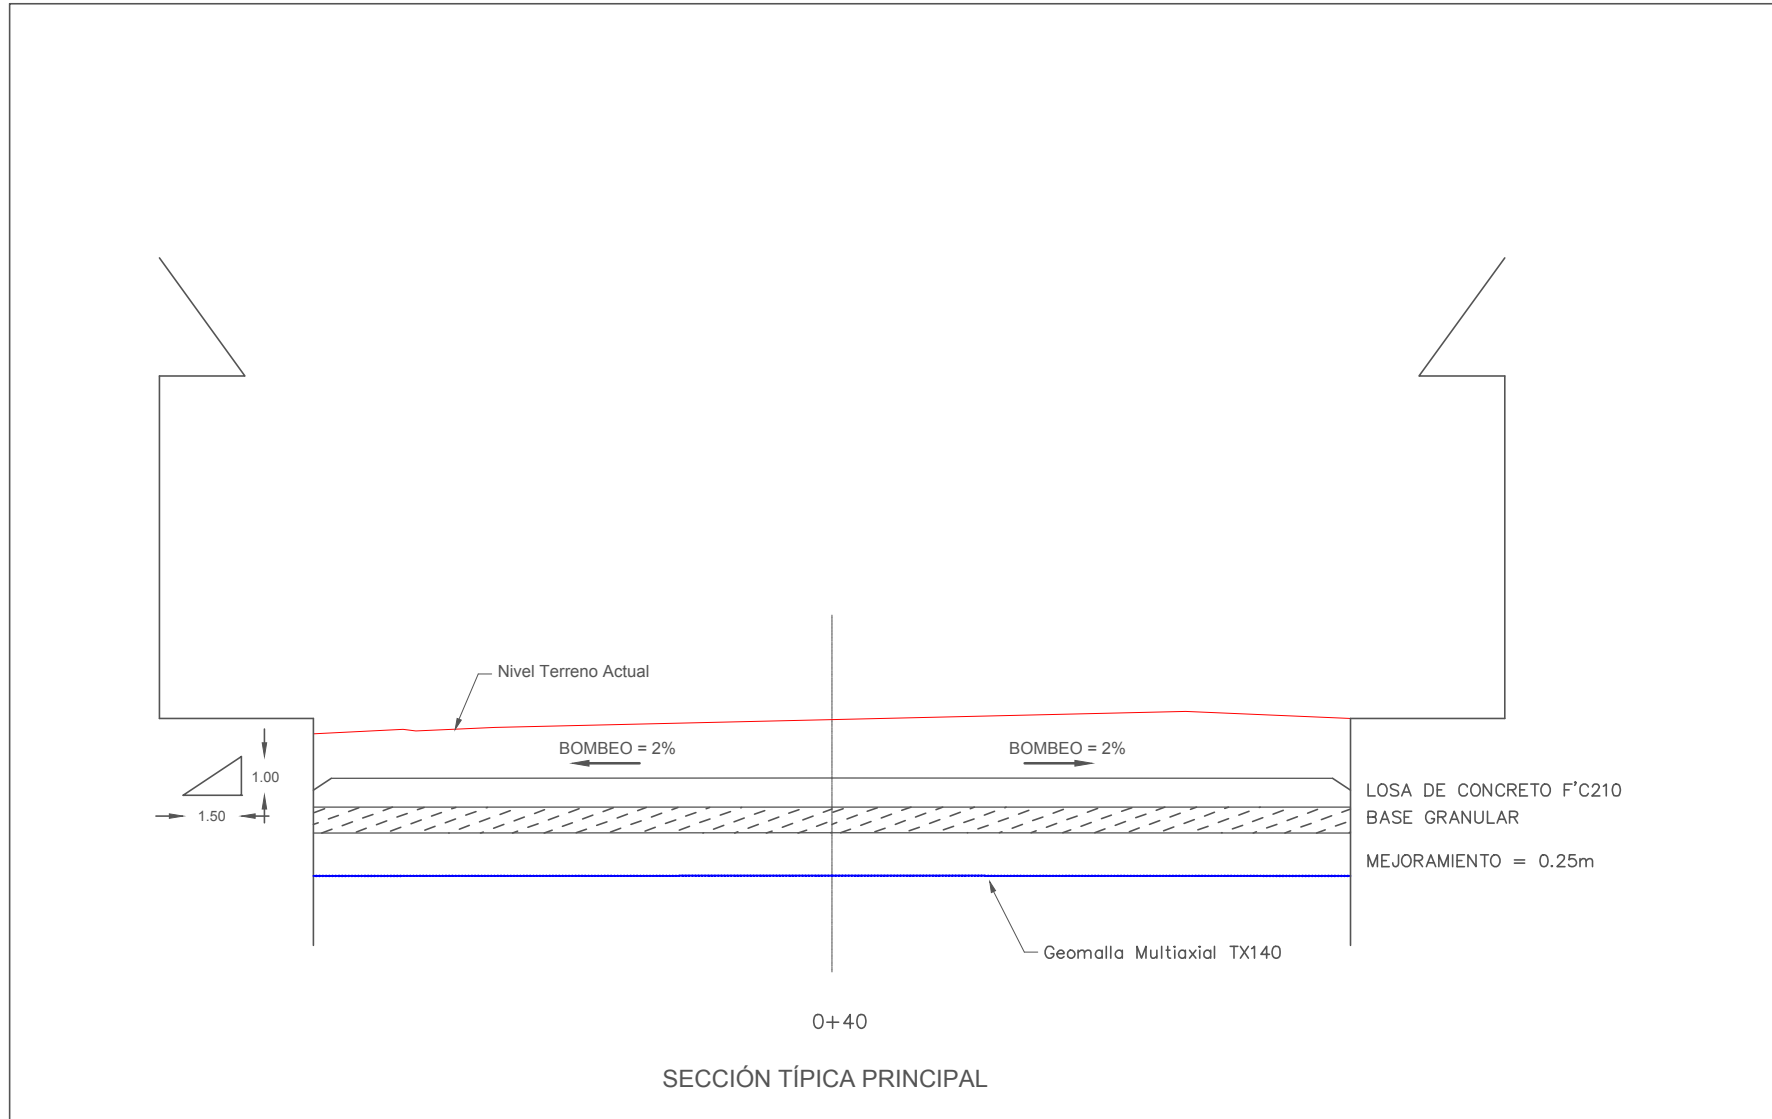 Nivel Terreno Actual
BOMBEO = 2%
BOMBEO = 2%
1.00
1.50
LOSA DE CONCRETO F'C210
BASE GRANULAR
MEJORAMIENTO = 0.25m
Geomalla Multiaxial TX140
0+40
SECCIÓN TÍPICA PRINCIPAL